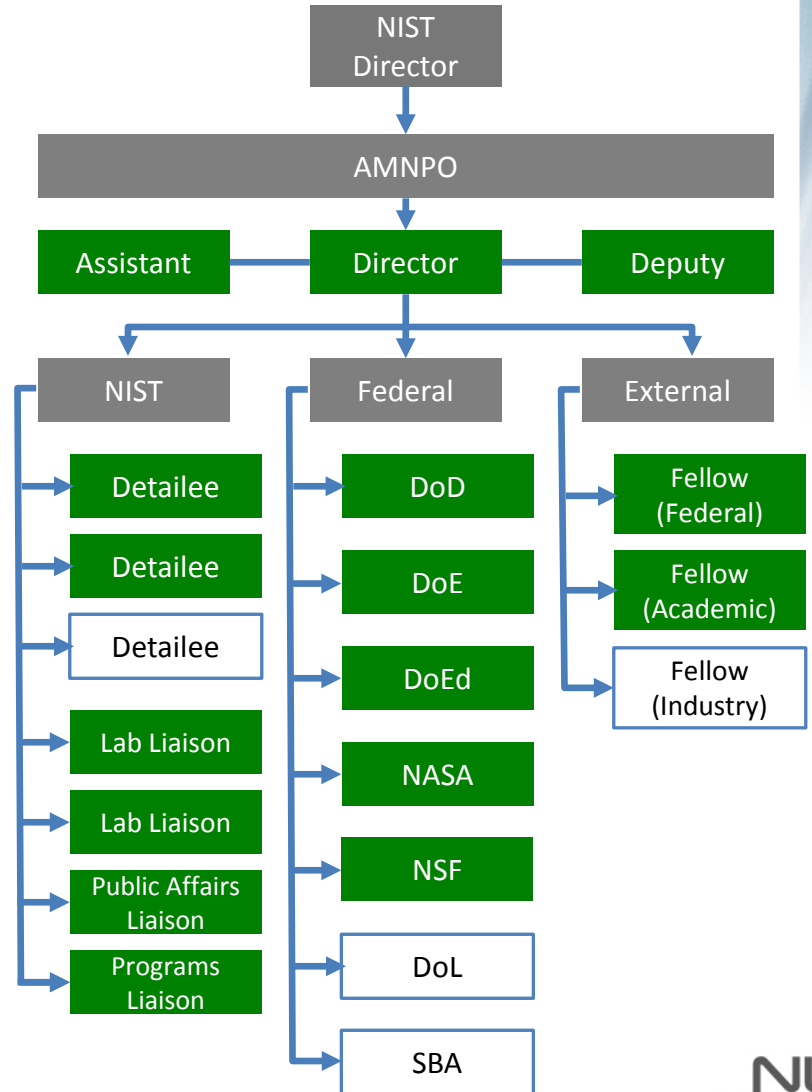 NIST
Director
AMNPO
Assistant
Director
Deputy
NIST
Federal
External
Detailee
Detailee
Detailee
Lab Liaison
Lab Liaison
Public Affairs
Liaison
Programs
Liaison
DoD
DoE
DoEd
NASA
NSF
DoL
SBA
Fellow
(Federal)
Fellow
(Academic)
Fellow
(Industry)